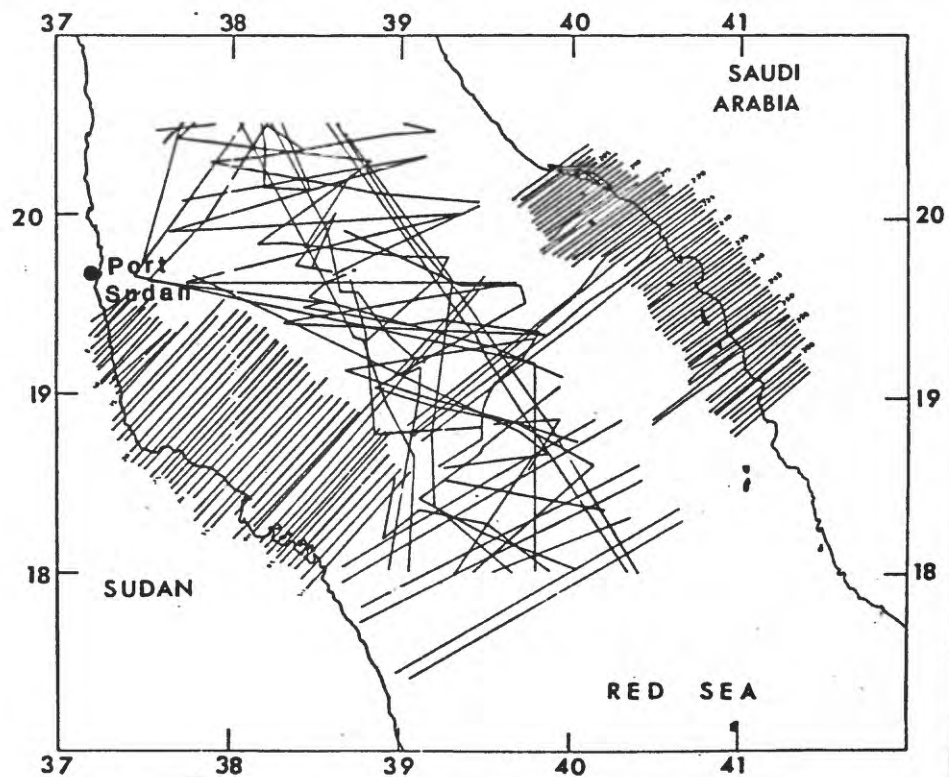 37 38 39 40 41
SAUDI
ARABIA
20 20
Port
Sudan
19 19
18 18
SUDAN
RED SEA
37 38 39 40 41